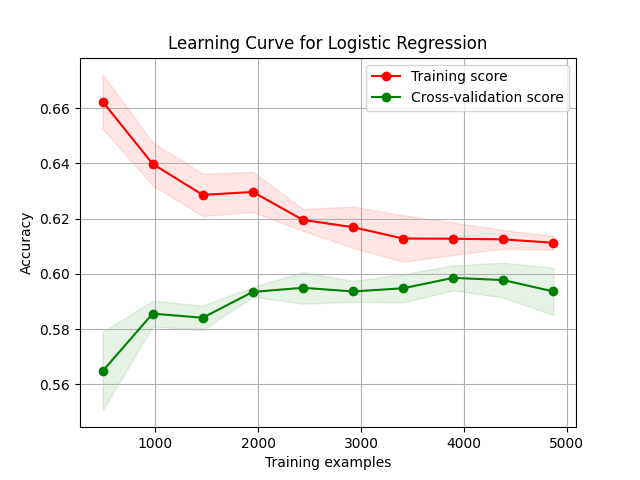 Learning Curve for Logistic Regression
Training score
Cross-validation score
Accuracy
0.66
0.64
0.62
0.60
0.58
0.56
1000 2000 3000 4000 5000
Training examples